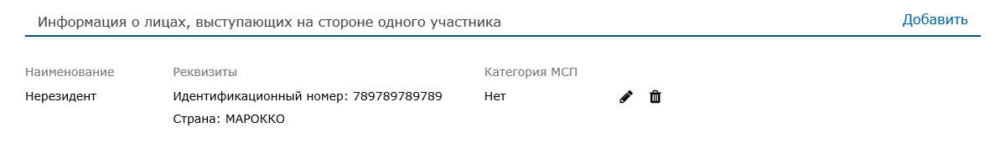 Информация о лицах, выступающих на стороне одного участника Добавить
Наименование Реквизиты Категория МСП
Нерезидент Идентификационный номер: 789789789789 Нет
Страна: МАРОККО